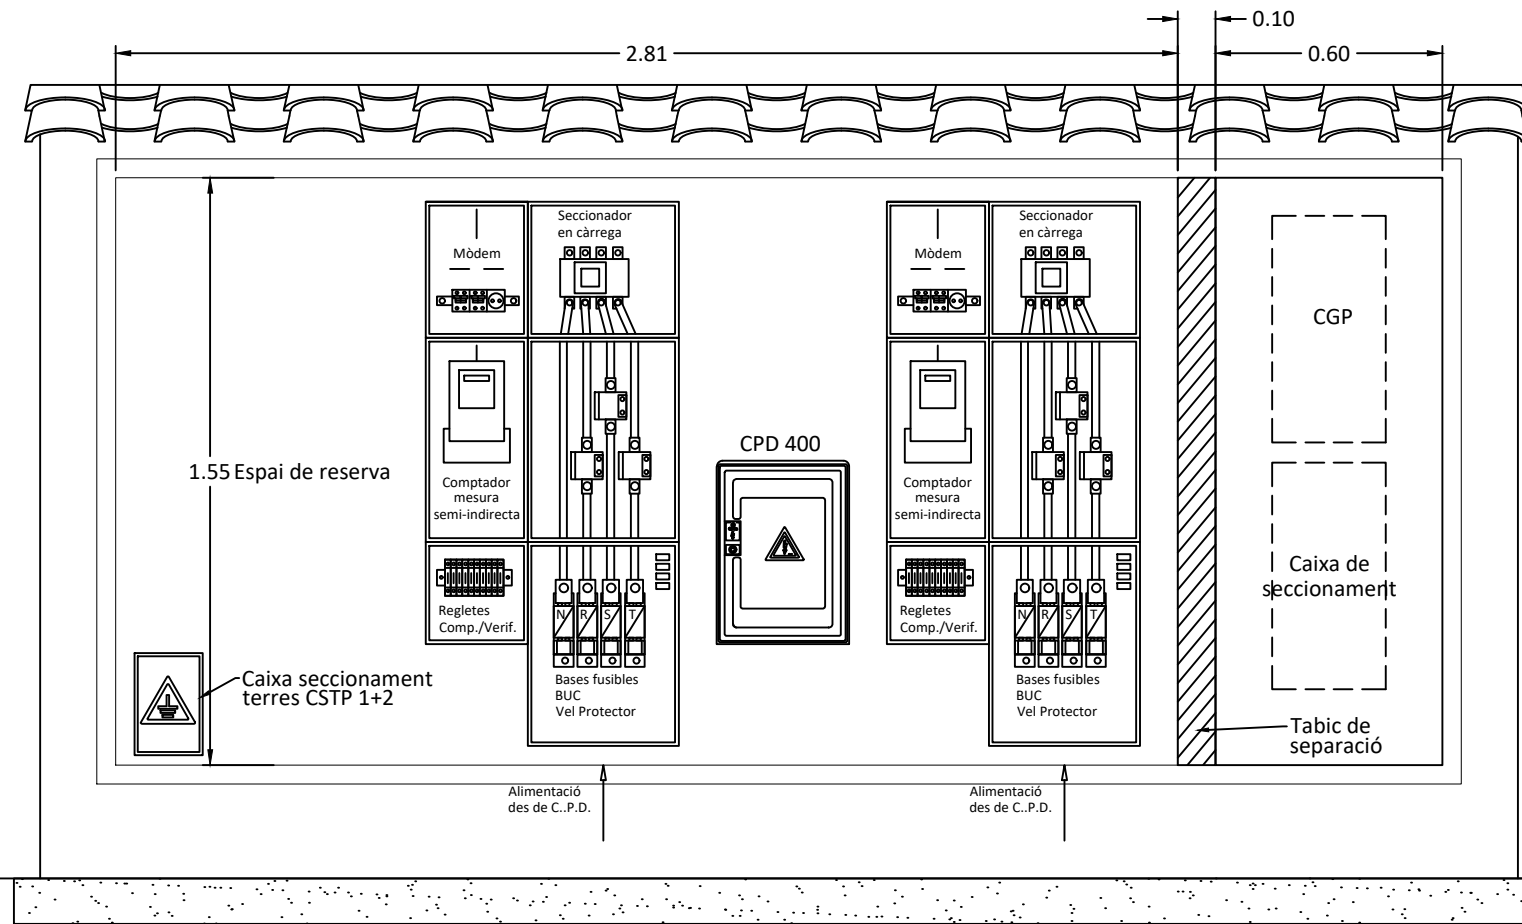 0.10
2.81
0.60
Mòdem
Seccionador
en càrrega
Comptador
mesura
semi-indirecta
Regletes
Comp./Verif.
N R S T
Bases fusibles
BUC
Vel Protector
1.55 Espai de reserva
CPD 400
Mòdem
Seccionador
en càrrega
Comptador
mesura
semi-indirecta
Regletes
Comp./Verif.
N R S T
Bases fusibles
BUC
Vel Protector
CGP
Caixa de
seccionament
Caixa seccionament
terres CSTP 1+2
Tabic de
separació
Alimentació
des de C..P.D.
Alimentació
des de C..P.D.